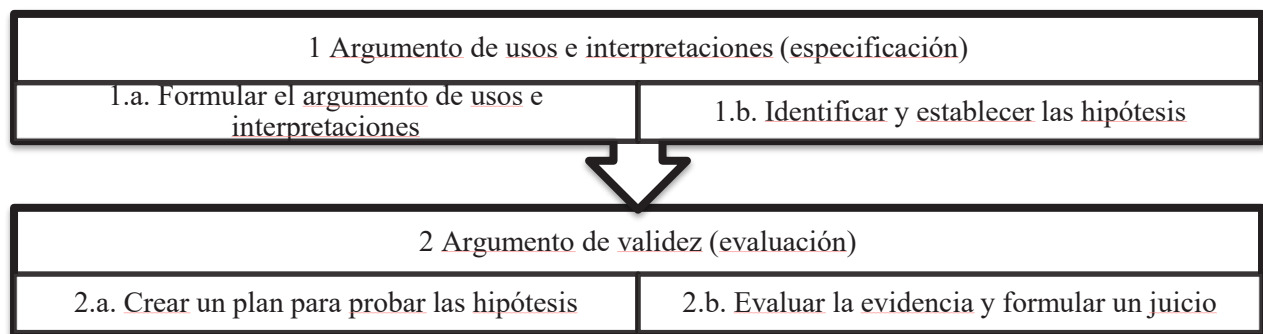 1 Argumento de usos e interpretaciones (especificación)
1.a. Formular el argumento de usos e
interpretaciones
1.b. Identificar y establecer las hipótesis
2 Argumento de validez (evaluación)
2.a. Crear un plan para probar las hipótesis
2.b. Evaluar la evidencia y formular un juicio